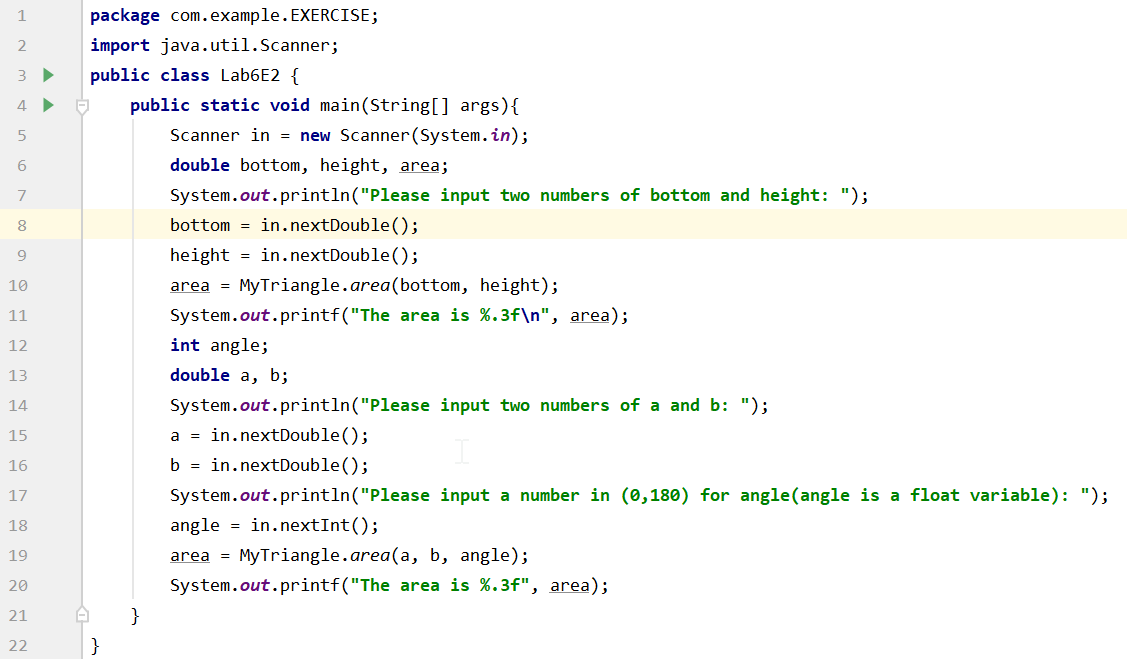 1 package com.example.EXERCISE;
2 import java.util.Scanner;
3 public class Lab6E2 {
4 public static void main(String[] args){
5 Scanner in = new Scanner(System.in);
6 double bottom, height, area;
7 System.out.println("Please input two numbers of bottom and height: ");
8 bottom = in.nextDouble();
9 height = in.nextDouble();
10 area = MyTriangle.area(bottom, height);
11 System.out.printf("The area is %.3f\n", area);
12 int angle;
13 double a, b;
14 System.out.println("Please input two numbers of a and b: ");
15 a = in.nextDouble();
16 b = in.nextDouble();
17 System.out.println("Please input a number in (0,180) for angle(angle is a float variable): ");
18 angle = in.nextInt();
19 area = MyTriangle.area(a, b, angle);
20 System.out.printf("The area is %.3f", area);
21 }
22 }